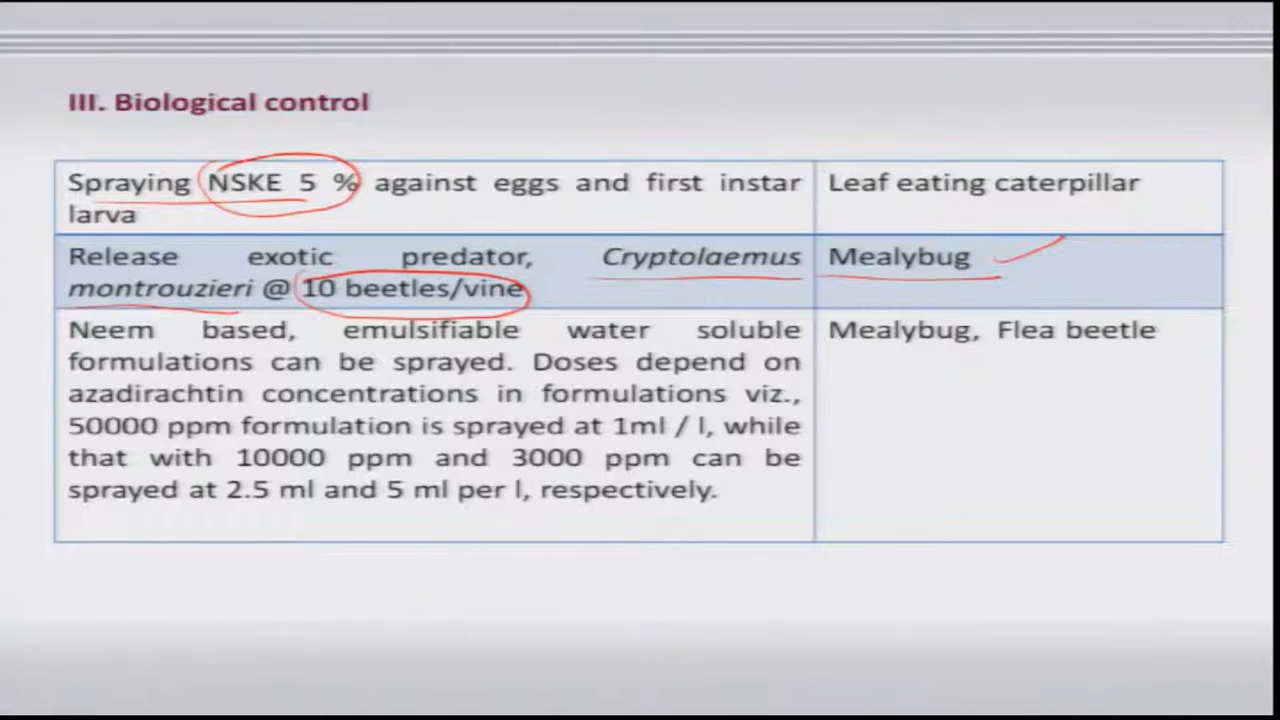 III. Biological control
Spraying NSKE 5 % against eggs and first instar
larva
Leaf eating caterpillar
Release exotic predator, Cryptolaemus
montrouzieri @ 10 beetles/vine
Mealybug
Neem based, emulsifiable water soluble
formulations can be sprayed. Doses depend on
azadirachtin concentrations in formulations viz.,
50000 ppm formulation is sprayed at 1ml / l, while
that with 10000 ppm and 3000 ppm can be
sprayed at 2.5 ml and 5 ml per l, respectively.
Mealybug, Flea beetle